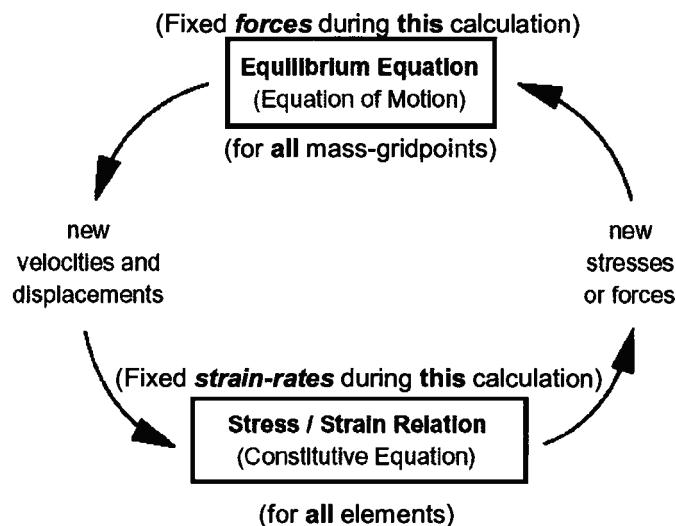 (Fixed forces during this calculation)
Equilibrium Equation
(Equation of Motion)
(for all mass-gridpoints)
new
velocities and
displacements
new
stresses
or forces
(Fixed strain-rates during this calculation)
Stress / Strain Relation
(Constitutive Equation)
(for all elements)